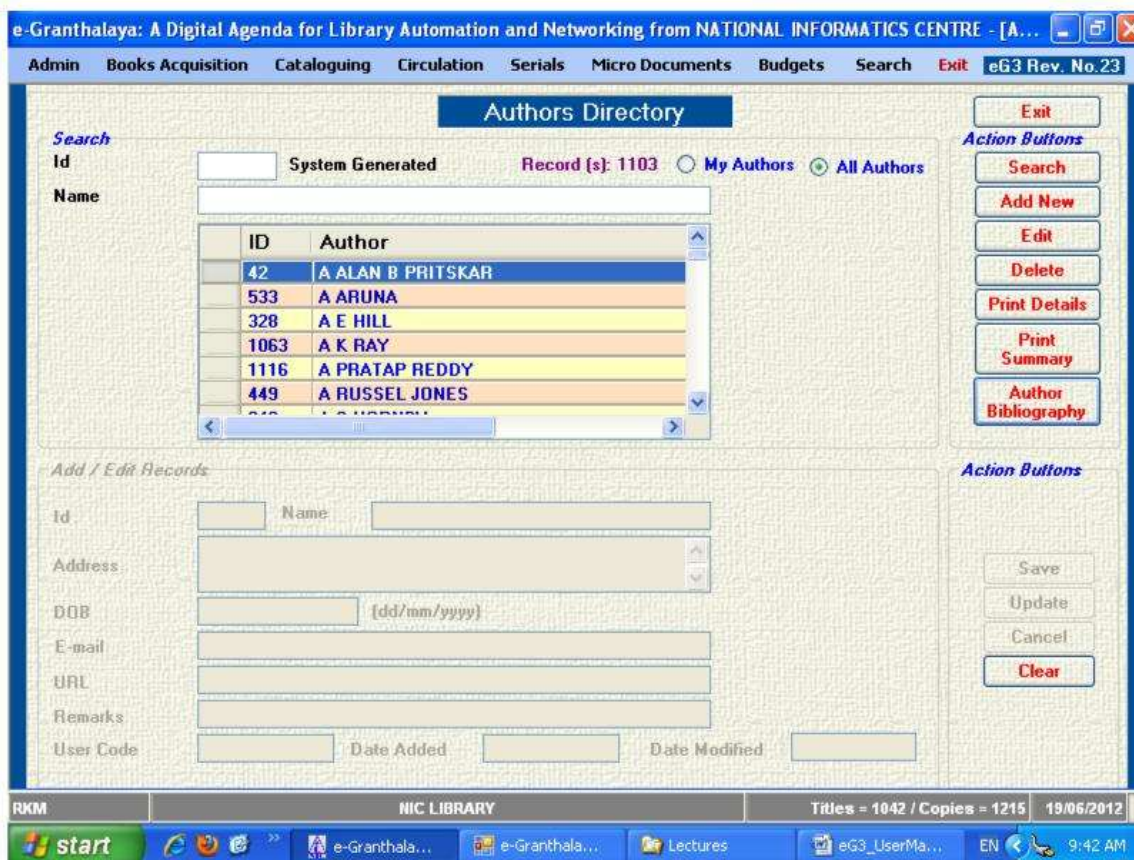 e-Granthalaya: A Digital Agenda for Library Automation and Networking from NATIONAL INFORMATICS CENTRE - [A...
Admin Books Acquisition Cataloguing Circulation Serials Micro Documents Budgets Search Exit eG3 Rev. No.23
Authors Directory
Exit
Search
Action Buttons
Id System Generated Record (s): 1103 My Authors All Authors
Search
Name
Add New
ID Author
Edit
42 A ALAN B PRITSKAR
Delete
533 A ARUNA
328 A E HILL
Print Details
1063 A K RAY
Print Summary
1116 A PRATAP REDDY
449 A RUSSEL JONES
Author Bibliography
Add / Edit Records
Action Buttons
Id Name
Address
Save
DOB (dd/mm/yyyy)
Update
E-mail
Cancel
URL
Clear
Remarks
User Code Date Added Date Modified
RKM NIC LIBRARY Titles = 1042 / Copies = 1215 19/06/2012
start e-Granthala... e-Granthala... Lectures eG3_UserMa... EN 9:42 AM